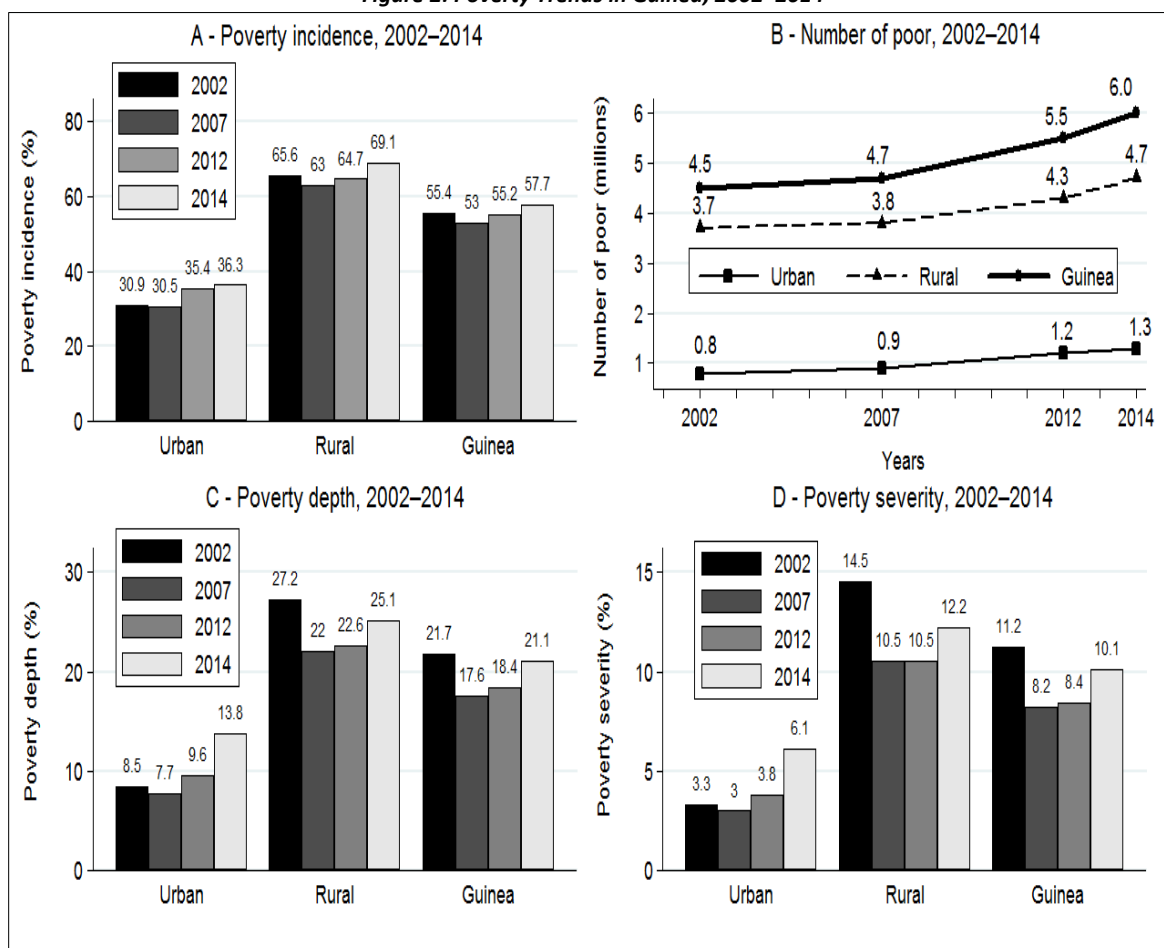 A - Poverty incidence, 2002–2014
2002
2007
2012
2014
Poverty incidence (%)
80
60
40
20
0
30.9 30.5 35.4 36.3
65.6 63 64.7 69.1
55.4 53 55.2 57.7
Urban Rural Guinea
B - Number of poor, 2002–2014
Number of poor (millions)
6
5
4
3
2
1
4.5 4.7 5.5 6.0
3.7 3.8 4.3 4.7
Urban Rural Guinea
0.8 0.9 1.2 1.3
2002 2007 2012 2014
Years
C - Poverty depth, 2002–2014
2002
2007
2012
2014
Poverty depth (%)
30
20
10
0
8.5 7.7 9.6 13.8
27.2 22 22.6 25.1
21.7 17.6 18.4 21.1
Urban Rural Guinea
D - Poverty severity, 2002–2014
2002
2007
2012
2014
Poverty severity (%)
15
10
5
0
3.3 3 3.8 6.1
14.5 10.5 10.5 12.2
11.2 8.2 8.4 10.1
Urban Rural Guinea